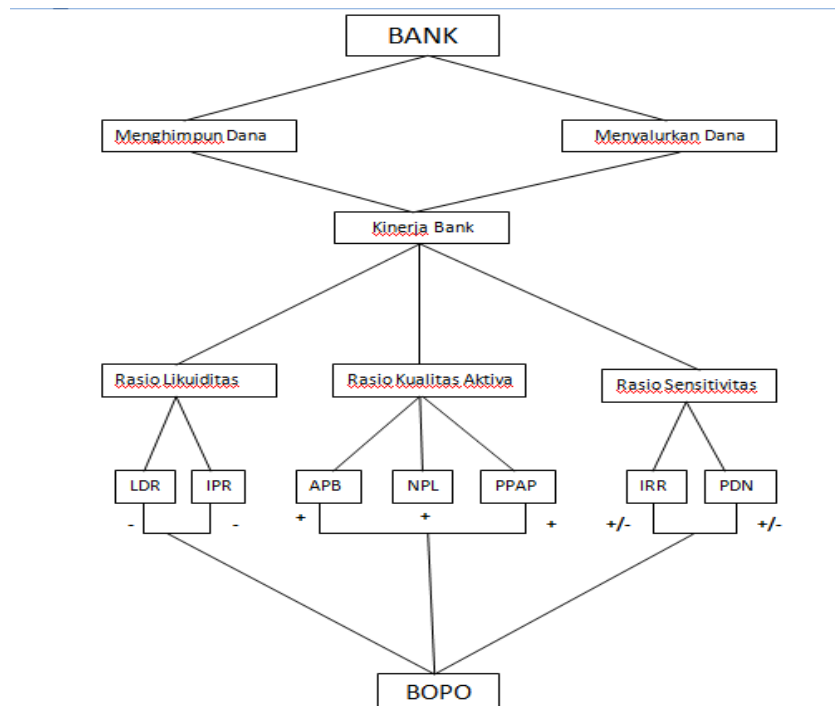 BANK
Menghimpun Dana
Menyalurkan Dana
Kinerja Bank
Rasio Likuiditas
Rasio Kualitas Aktiva
Rasio Sensitivitas
LDR
IPR
APB
NPL
PPAP
IRR
PDN
-
-
+
+
+
+/-
+/-
BOPO